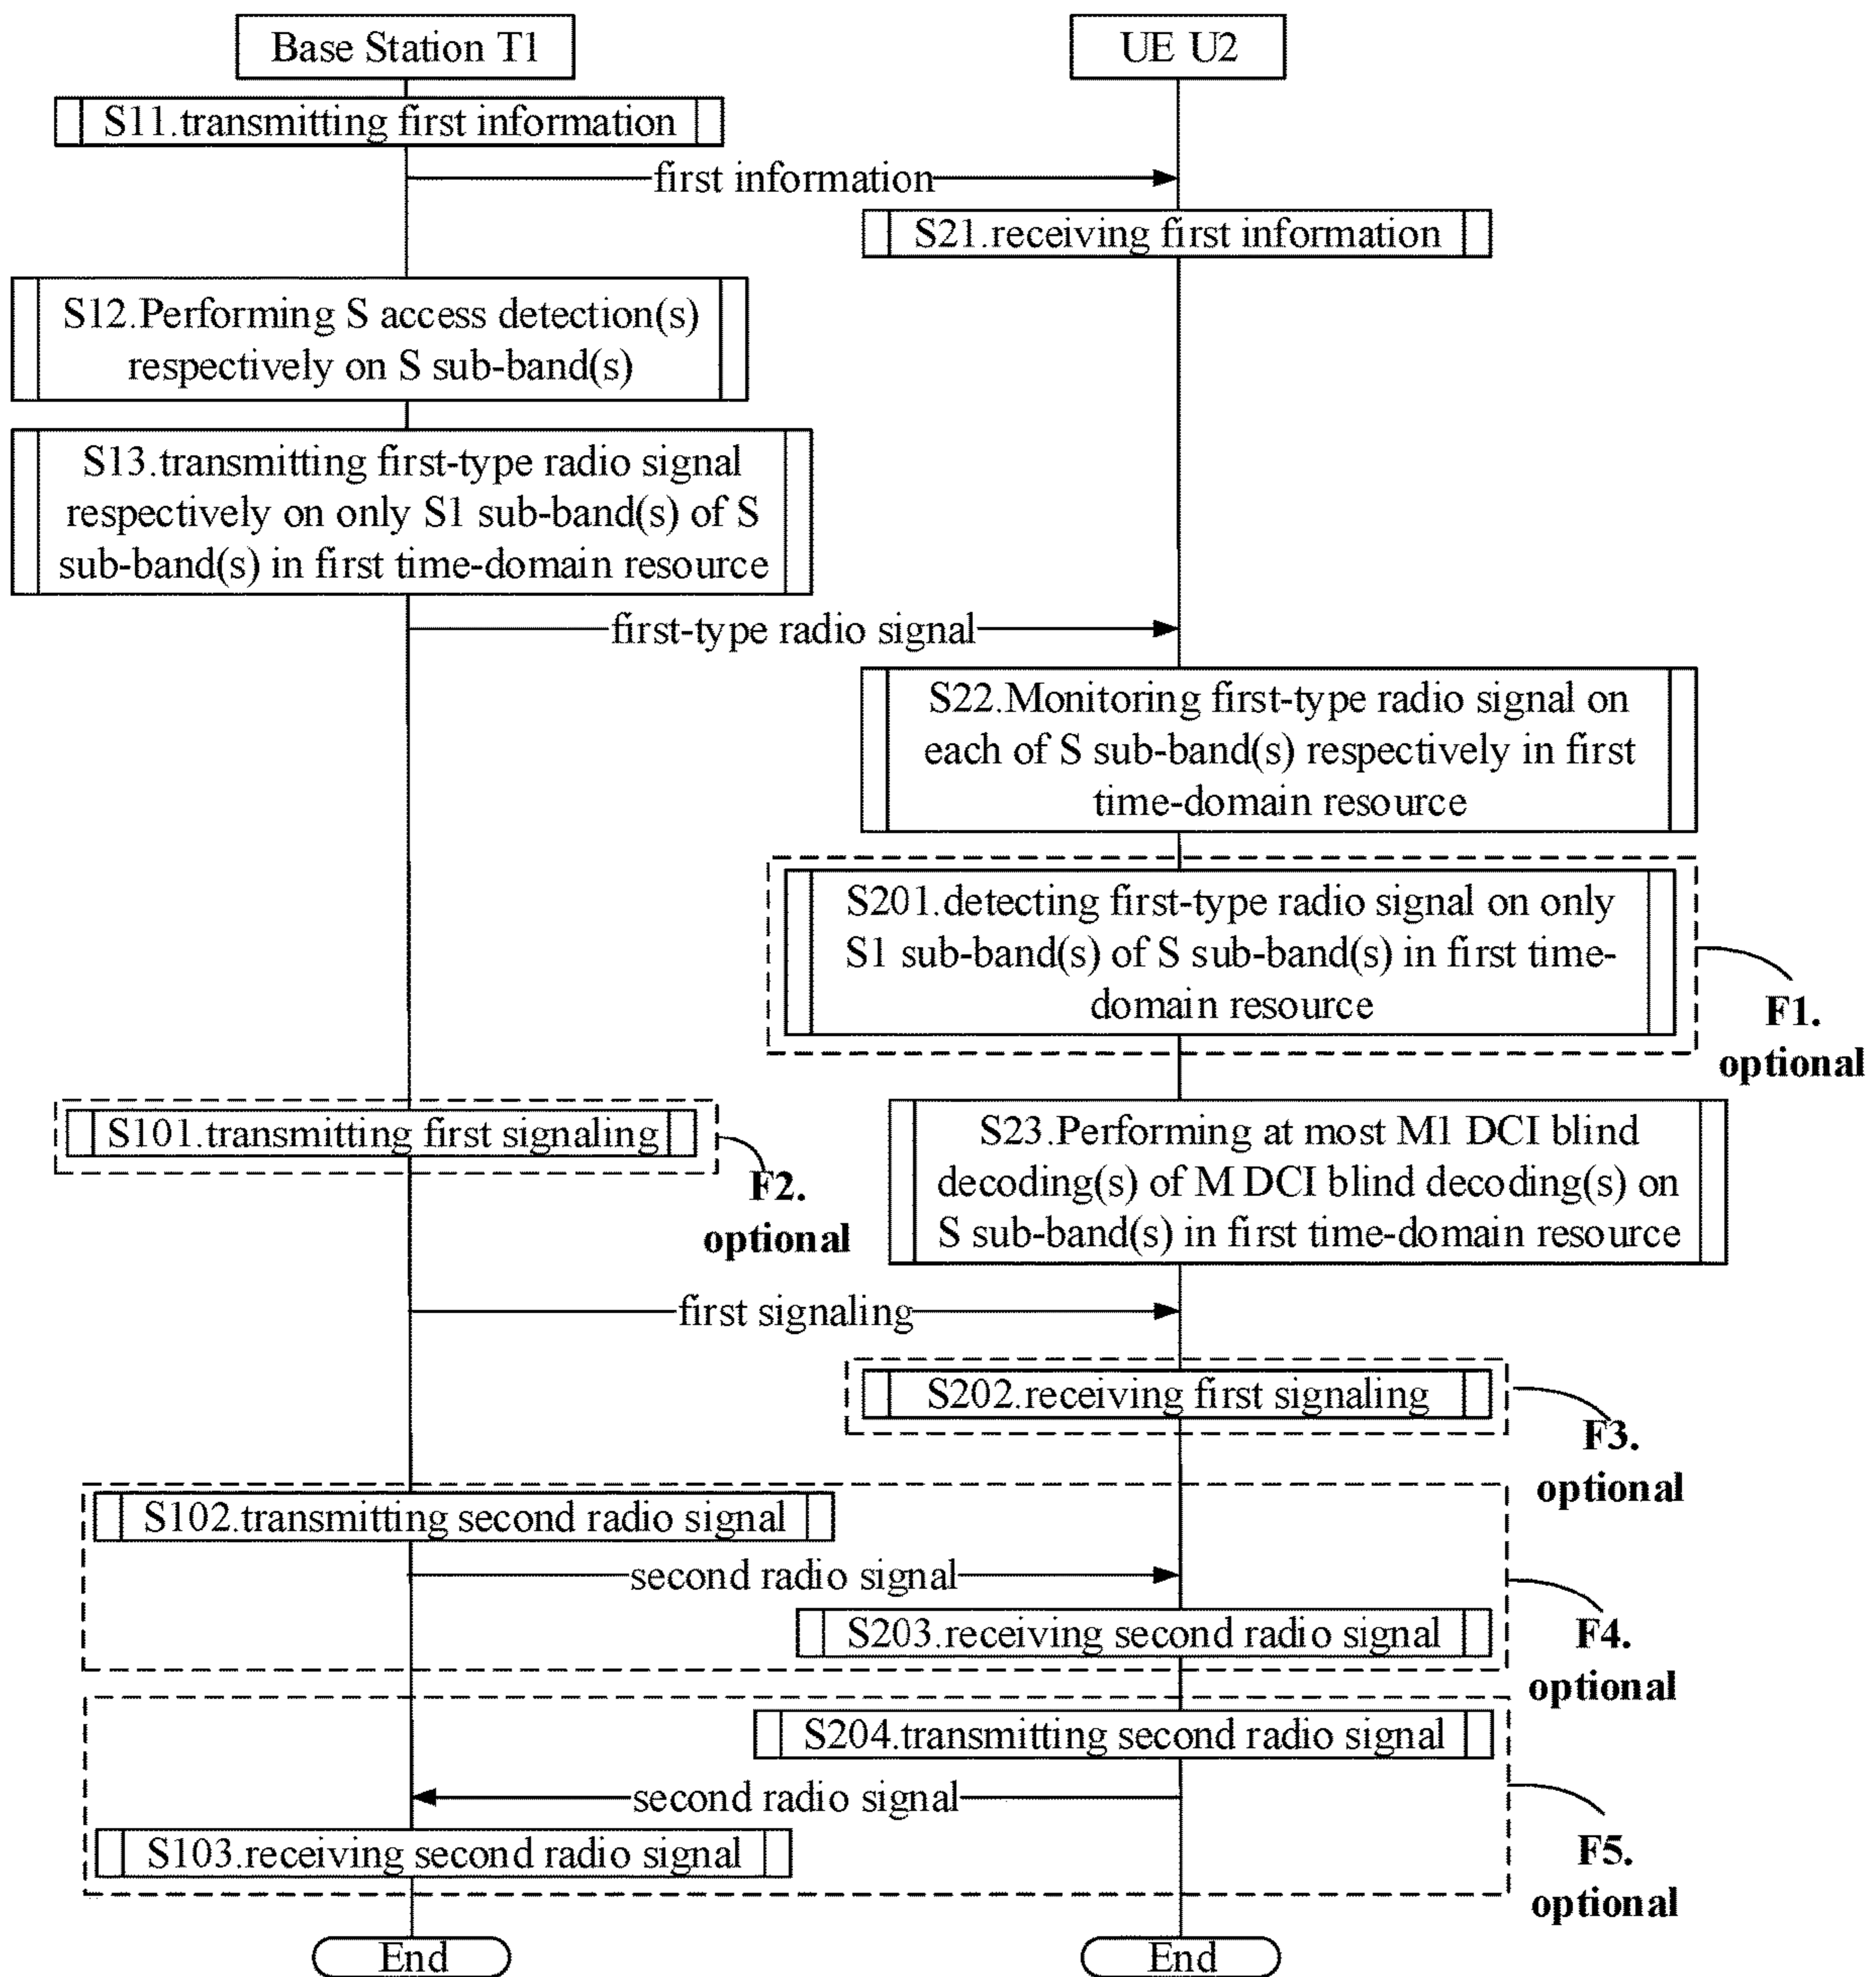 Base Station T1
UE U2
S11.transmitting first information
first information
S21.receiving first information
S12.Performing S access detection(s)
respectively on S sub-band(s)
S13.transmitting first-type radio signal
respectively on only S1 sub-band(s) of S
sub-band(s) in first time-domain resource
first-type radio signal
S22.Monitoring first-type radio signal on
each of S sub-band(s) respectively in first
time-domain resource
S201.detecting first-type radio signal on only
S1 sub-band(s) of S sub-band(s) in first time-
domain resource
F1.
optional
S101.transmitting first signaling
F2.
optional
S23.Performing at most M1 DCI blind
decoding(s) of M DCI blind decoding(s) on
S sub-band(s) in first time-domain resource
first signaling
S202.receiving first signaling
F3.
optional
S102.transmitting second radio signal
second radio signal
S203.receiving second radio signal
F4.
optional
S204.transmitting second radio signal
second radio signal
S103.receiving second radio signal
F5.
optional
End
End